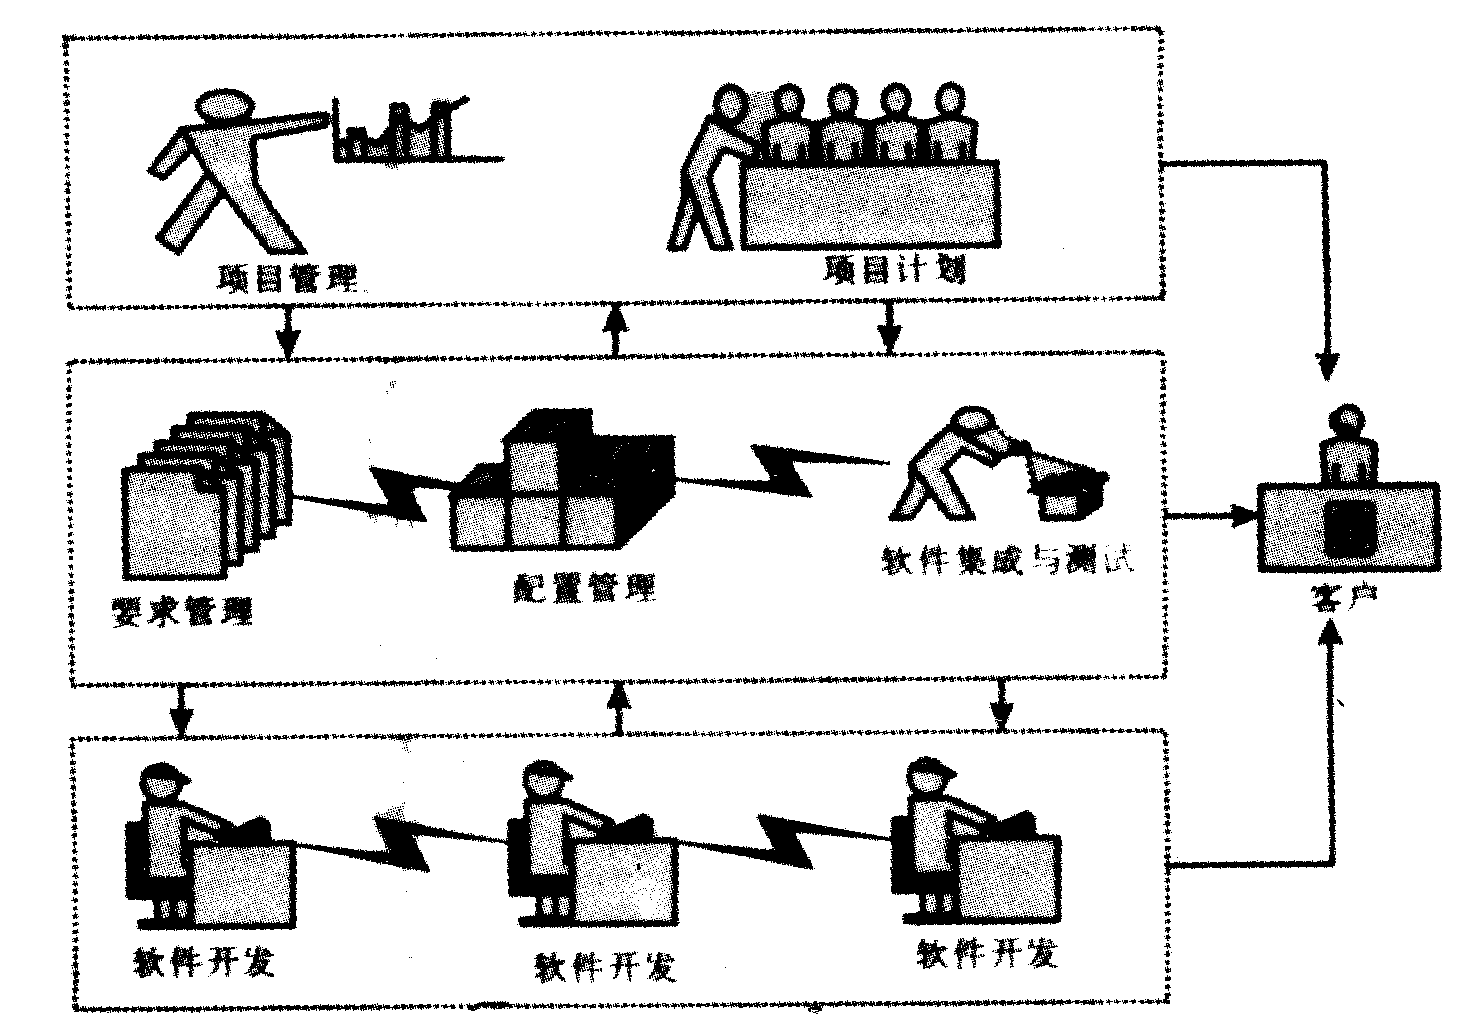 项目管理
项目计划
要求管理
配置管理
软件集成与测试
客户
软件开发
软件开发
软件开发